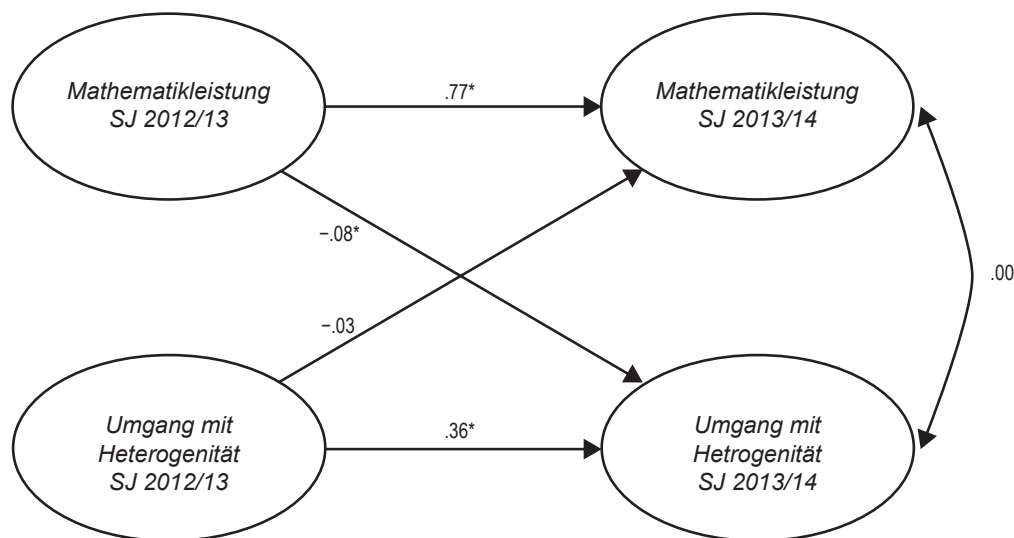 Mathematikleistung
SJ 2012/13
.77*
Mathematikleistung
SJ 2013/14
−.08*
.00
−.03
Umgang mit
Heterogenität
SJ 2012/13
.36*
Umgang mit
Hetrogenität
SJ 2013/14